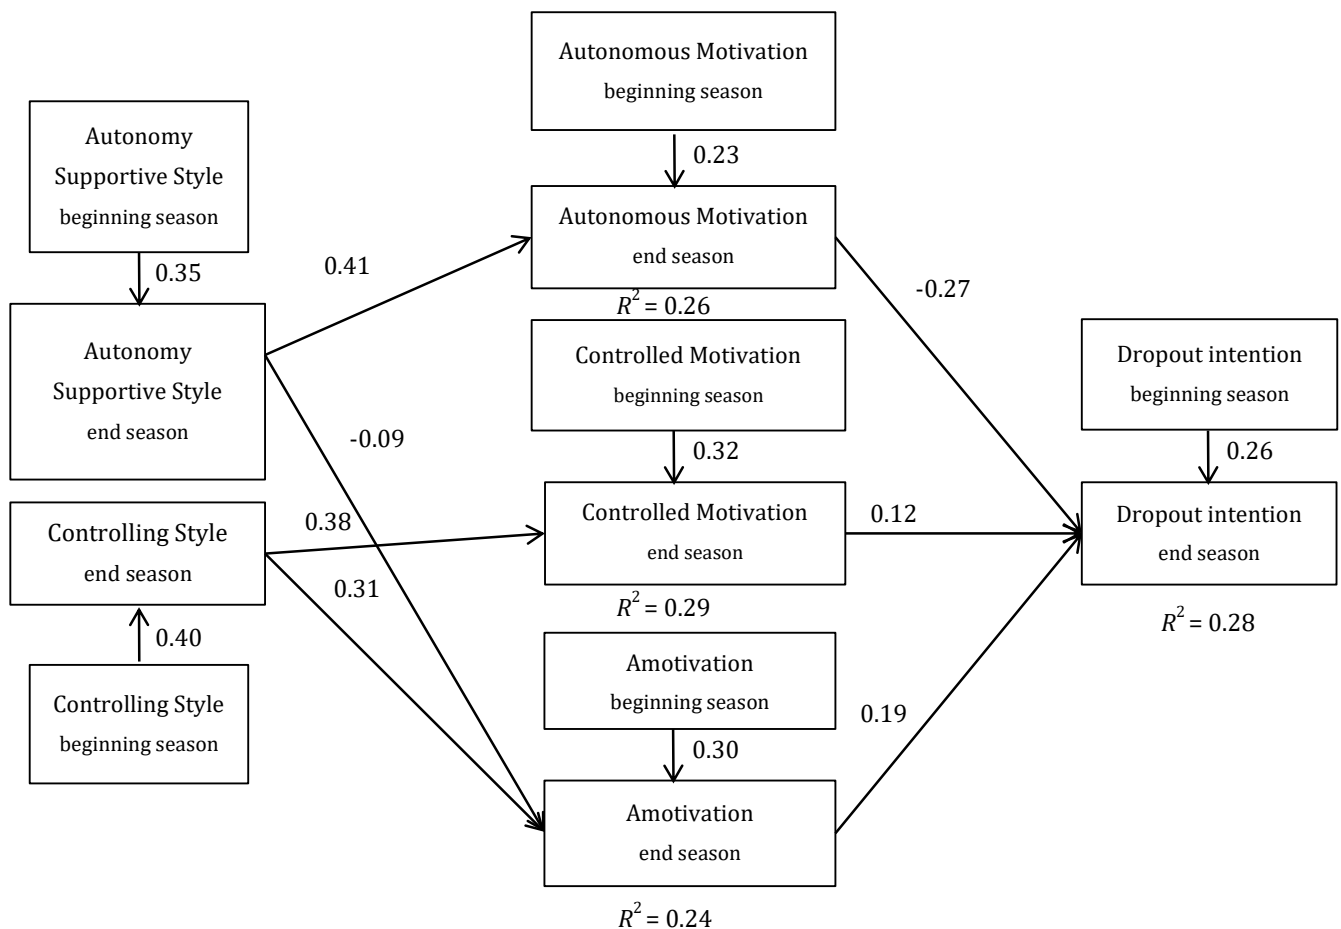 Autonomous Motivation
beginning season
0.23
Autonomy
Supportive Style
beginning season
0.35
Autonomous Motivation
end season
R² = 0.26
0.41
-0.27
Autonomy
Supportive Style
end season
-0.09
Controlled Motivation
beginning season
0.32
Dropout intention
beginning season
0.26
Controlling Style
end season
0.38
0.31
Controlled Motivation
end season
R² = 0.29
0.12
Dropout intention
end season
R² = 0.28
0.40
Controlling Style
beginning season
Amotivation
beginning season
0.30
0.19
Amotivation
end season
R² = 0.24